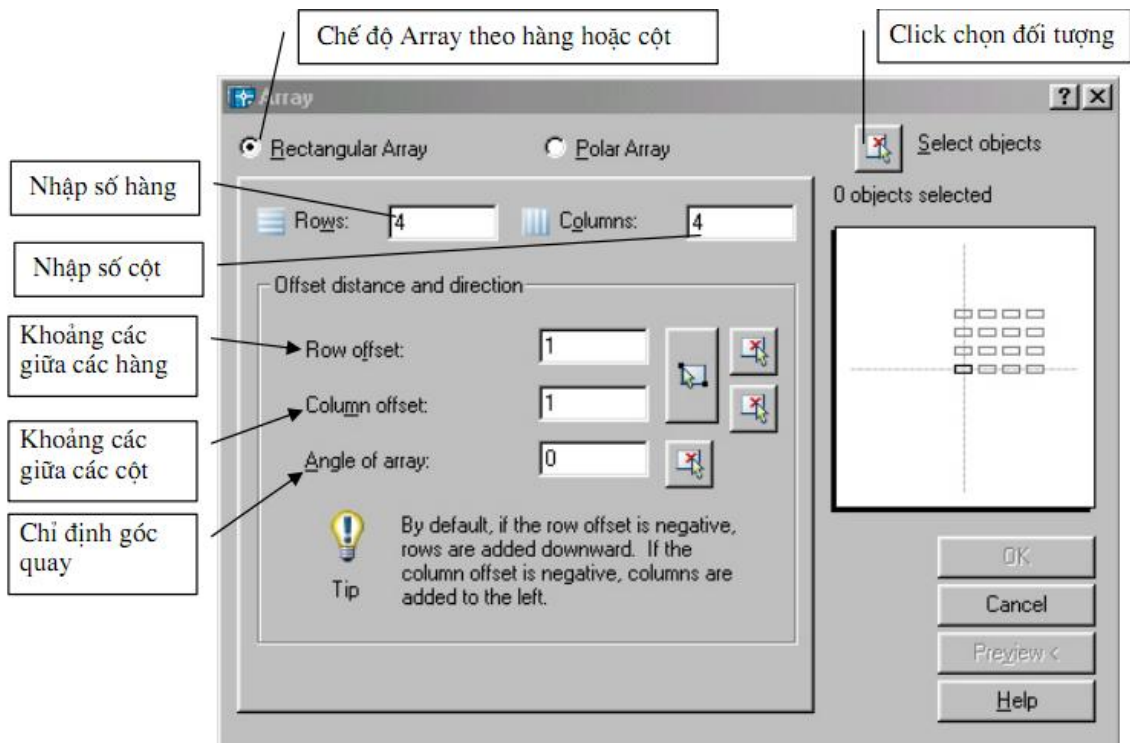 Chế độ Array theo hàng hoặc cột
Click chọn đối tượng
Array
Rectangular Array
Polar Array
Select objects
Nhập số hàng
0 objects selected
Rows:
4
Columns:
4
Nhập số cột
Offset distance and direction
Khoảng các
giữa các hàng
Row offset:
1
Column offset:
1
Khoảng các
giữa các cột
Angle of array:
0
Chỉ định góc
quay
By default, if the row offset is negative,
rows are added downward. If the
column offset is negative, columns are
added to the left.
Tip
OK
Cancel
Preview <
Help